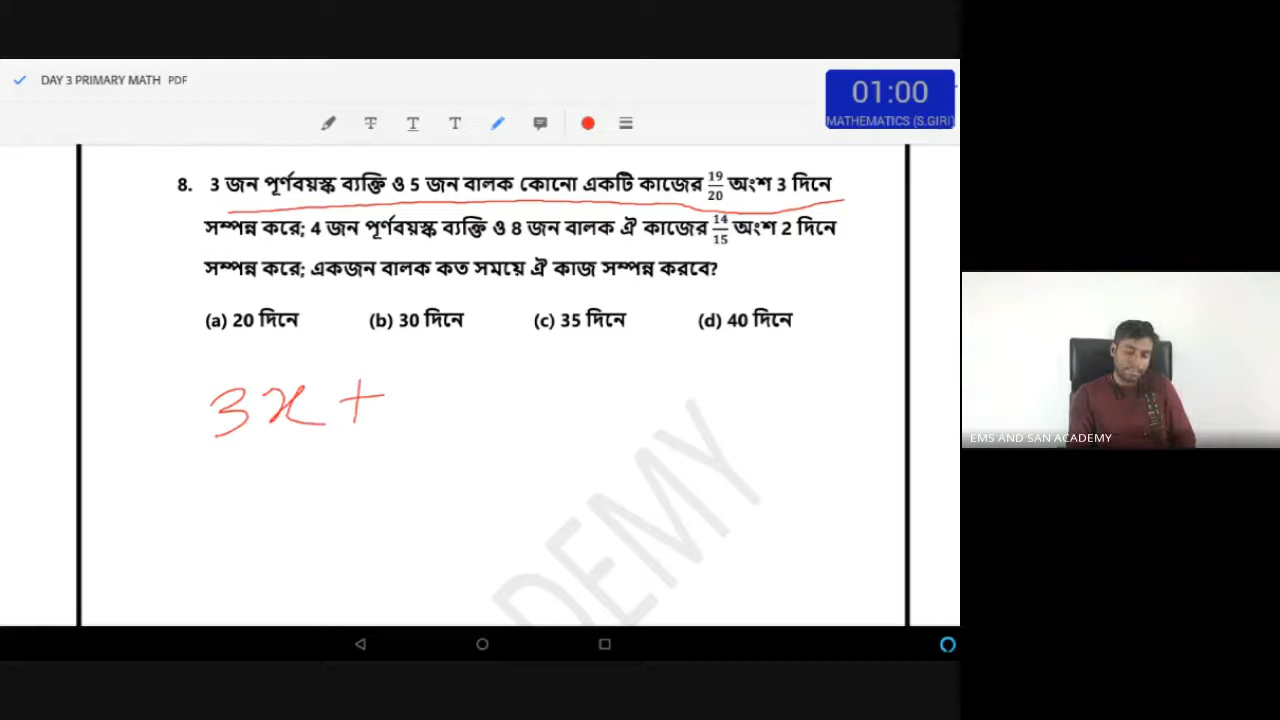 DAY 3 PRIMARY MATH PDF
01:00
MATHEMATICS (S.GIRI)
T T T
8. 3 জন পূর্ণবয়স্ক ব্যক্তি ও 5 জন বালক কোনো একটি কাজের 19/20 অংশ 3 দিনে
সম্পন্ন করে; 4 জন পূর্ণবয়স্ক ব্যক্তি ও 8 জন বালক ঐ কাজের 14/15 অংশ 2 দিনে
সম্পন্ন করে; একজন বালক কত সময়ে ঐ কাজ সম্পন্ন করবে?
(a) 20 দিনে (b) 30 দিনে (c) 35 দিনে (d) 40 দিনে
3x +
DEMY
EMS AND SAN ACADEMY